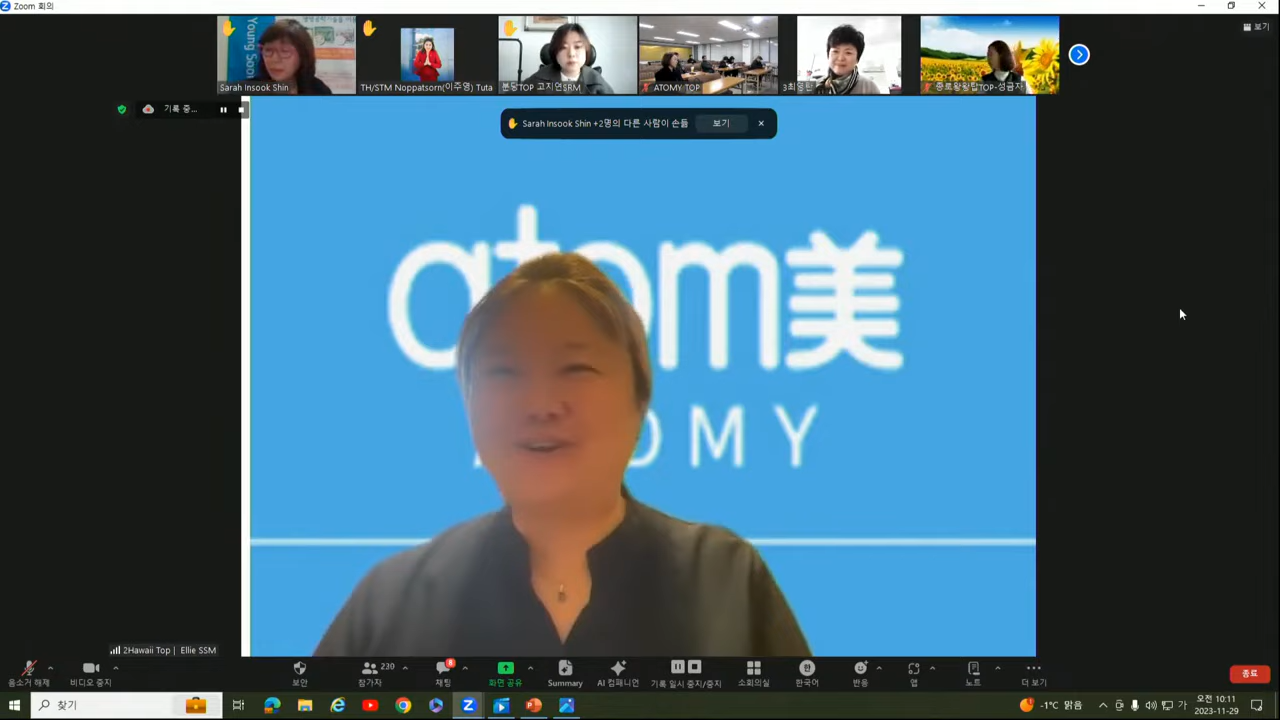 Zoom 회의
보기
Sarah Insook Shin
TH/STM Noppatsorn(이주영) Tuta
분당TOP 고지연SRM
ATOMY TOP
종로왕왕탑TOP-성금자
기록 중...
Sarah Insook Shin +2명의 다른 사람이 손듦
보기
atom美
OMY
2Hawaii Top | Ellie SSM
음소거 해제
비디오 중지
보안
230
참가자
8
채팅
화면 공유
Summary
AI 컴패니언
기록 일시 중지/중지
소회의실
한
한국어
반응
앱
노트
더 보기
종료
찾기
-1°C 맑음
가
오전 10:11
2023-11-29